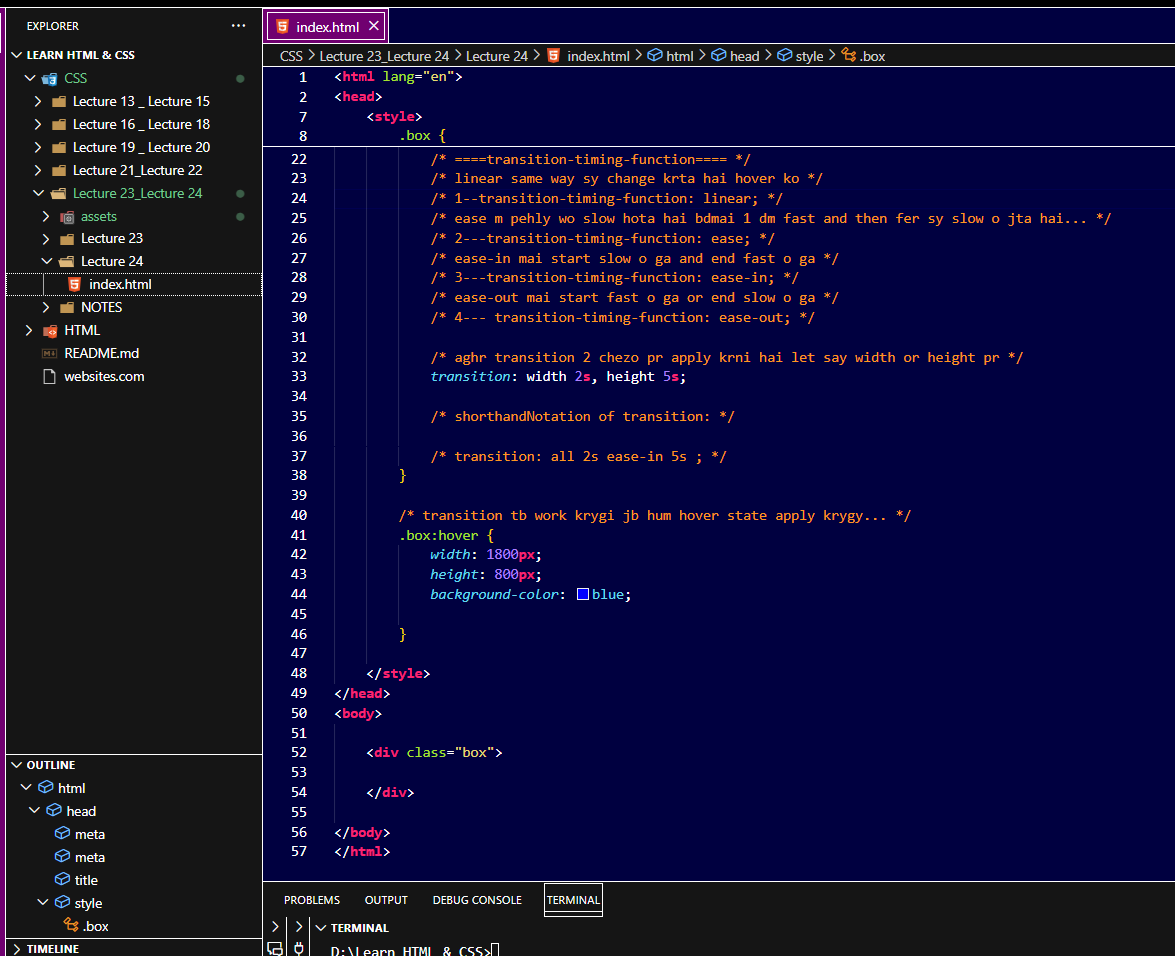 EXPLORER
LEARN HTML & CSS
CSS
Lecture 13 _ Lecture 15
Lecture 16 _ Lecture 18
Lecture 19 _ Lecture 20
Lecture 21_Lecture 22
Lecture 23_Lecture 24
assets
Lecture 23
Lecture 24
index.html
NOTES
HTML
README.md
websites.com
OUTLINE
html
head
meta
meta
title
style
.box
TIMELINE
index.html
CSS > Lecture 23_Lecture 24 > Lecture 24 > index.html > html > head > style > .box
1 <html lang="en">
2 <head>
7 <style>
8 .box {
22 /* ====transition-timing-function==== */
23 /* linear same way sy change krta hai hover ko */
24 /* 1--transition-timing-function: linear; */
25 /* ease m pehly wo slow hota hai bdmai 1 dm fast and then fer sy slow o jta hai... */
26 /* 2---transition-timing-function: ease; */
27 /* ease-in mai start slow o ga and end fast o ga */
28 /* 3---transition-timing-function: ease-in; */
29 /* ease-out mai start fast o ga or end slow o ga */
30 /* 4--- transition-timing-function: ease-out; */
31
32 /* aghr transition 2 chezo pr apply krni hai let say width or height pr */
33 transition: width 2s, height 5s;
34
35 /* shorthandNotation of transition: */
36
37 /* transition: all 2s ease-in 5s ; */
38 }
39
40 /* transition tb work krygi jb hum hover state apply krygy... */
41 .box:hover {
42 width: 1800px;
43 height: 800px;
44 background-color: blue;
45
46 }
47
48 </style>
49 </head>
50 <body>
51
52 <div class="box">
53
54 </div>
55
56 </body>
57 </html>
PROBLEMS OUTPUT DEBUG CONSOLE TERMINAL
TERMINAL
D:\Learn HTML & CSS>